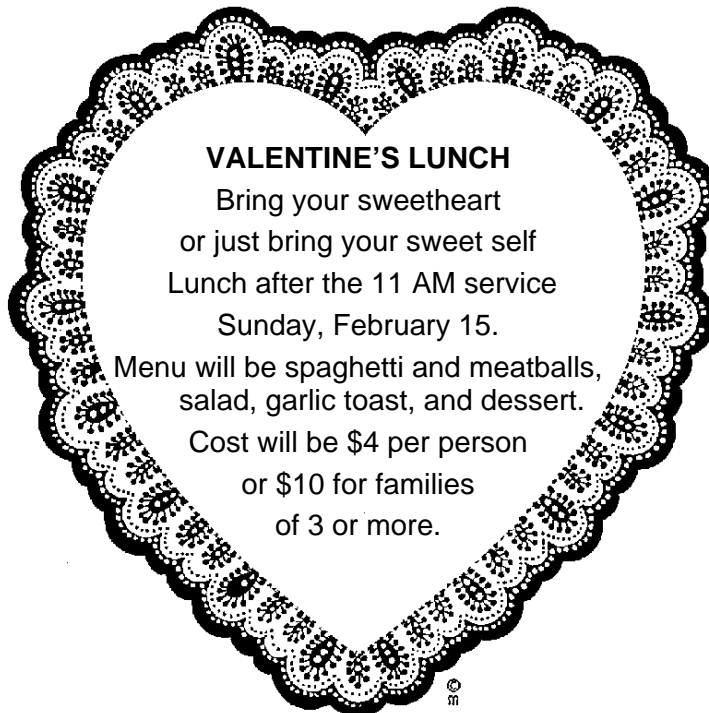 VALENTINE’S LUNCH
Bring your sweetheart
or just bring your sweet self
Lunch after the 11 AM service
Sunday, February 15.
Menu will be spaghetti and meatballs,
salad, garlic toast, and dessert.
Cost will be $4 per person
or $10 for families
of 3 or more.
©
m